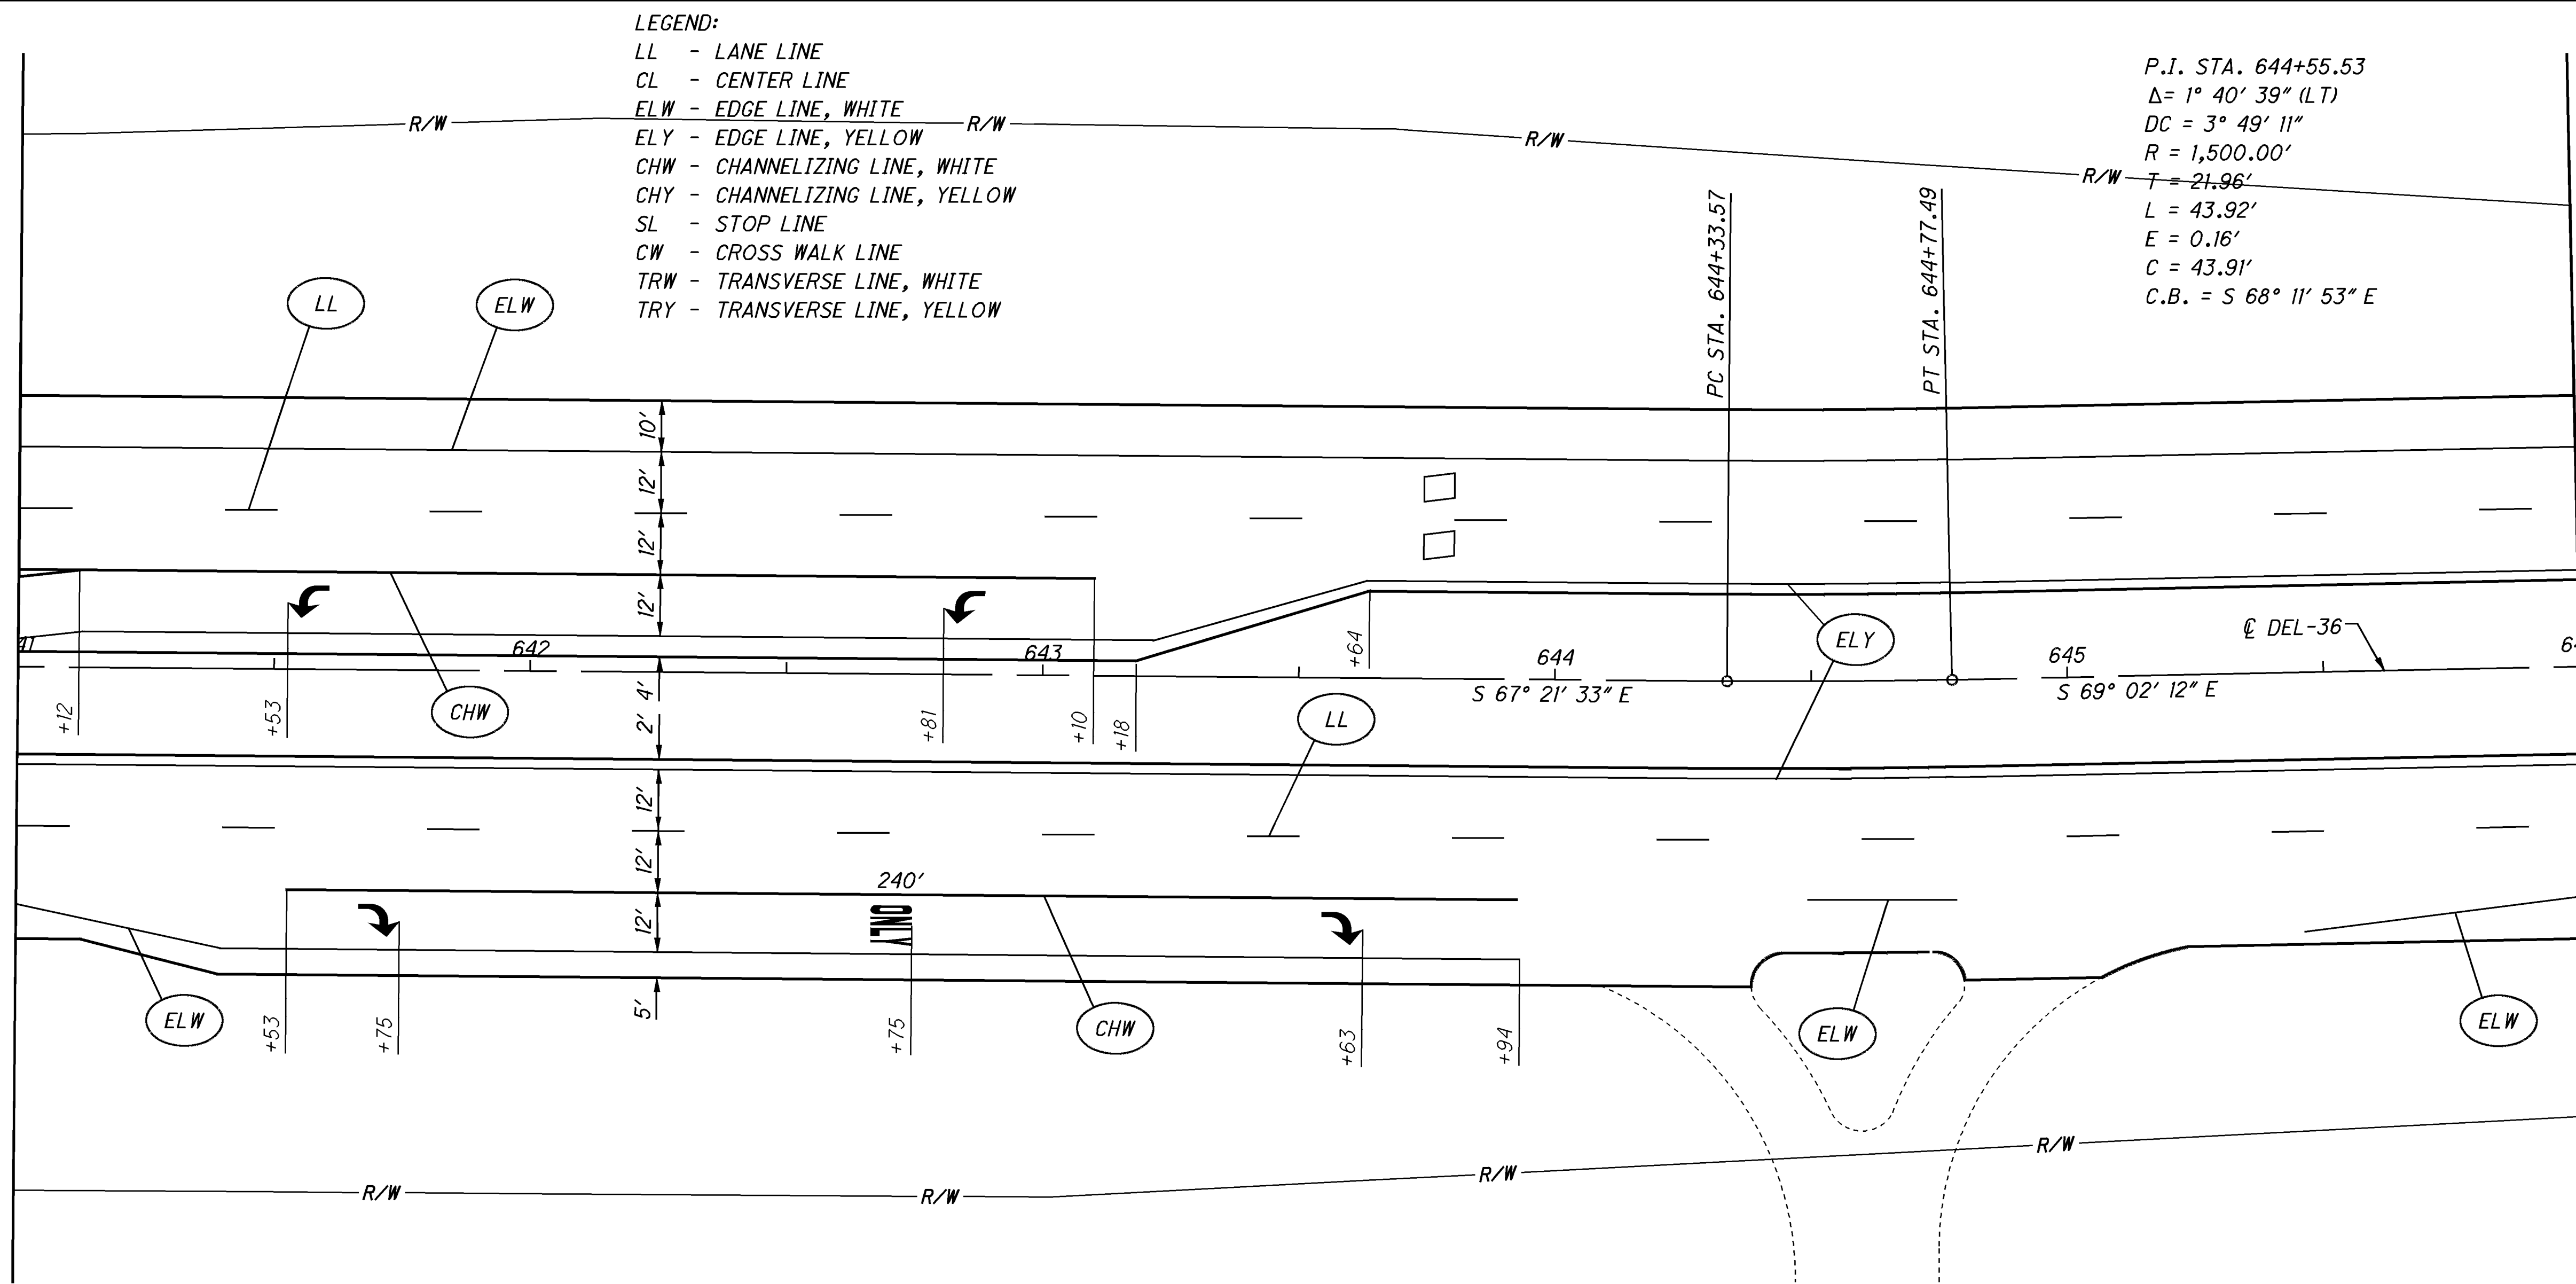 LEGEND:
LL - LANE LINE
CL - CENTER LINE
ELW - EDGE LINE, WHITE
ELY - EDGE LINE, YELLOW
CHW - CHANNELIZING LINE, WHITE
CHY - CHANNELIZING LINE, YELLOW
SL - STOP LINE
CW - CROSS WALK LINE
TRW - TRANSVERSE LINE, WHITE
TRY - TRANSVERSE LINE, YELLOW
P.I. STA. 644+55.53
Δ= 1° 40' 39" (LT)
DC = 3° 49' 11"
R = 1,500.00'
T = 21.96'
L = 43.92'
E = 0.16'
C = 43.91'
C.B. = S 68° 11' 53" E
R/W
R/W
R/W
R/W
PC STA. 644+33.57
PT STA. 644+77.49
LL
ELW
10'
12'
12'
12'
642
643
644
645
℄ DEL-36
S 67° 21' 33" E
S 69° 02' 12" E
+12
+53
+81
+10
+18
+64
CHW
2' 4'
LL
ELY
12'
12'
12'
240'
ONLY
5'
ELW
+53
+75
+75
CHW
+63
+94
ELW
ELW
R/W
R/W
R/W
R/W